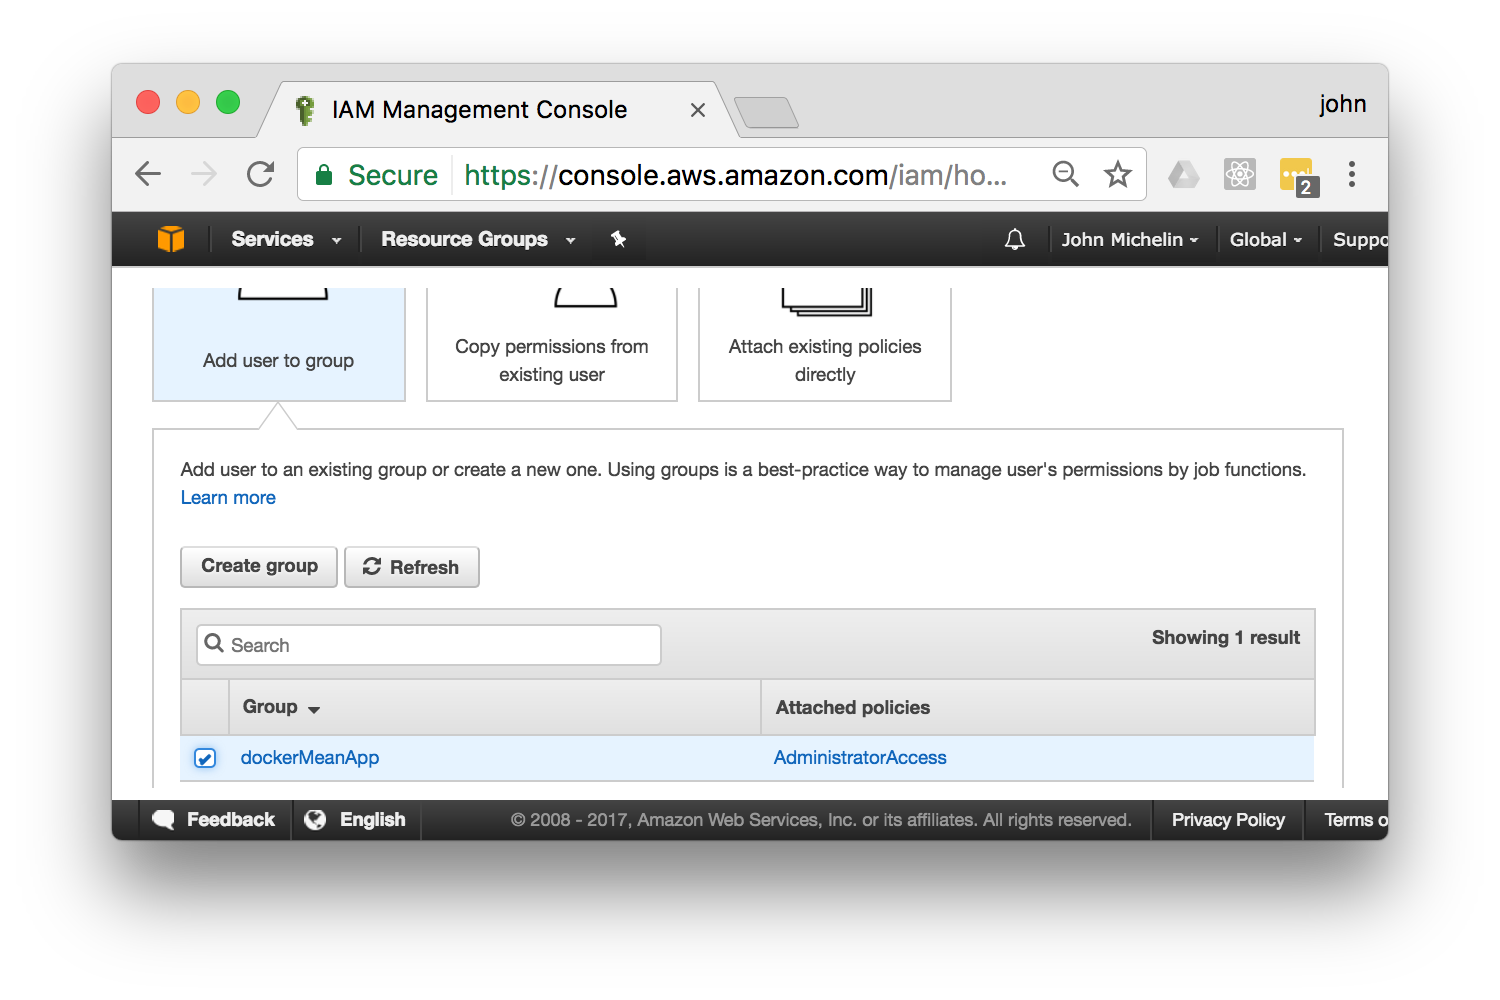 IAM Management Console
john
Secure https://console.aws.amazon.com/iam/ho...
2
Services Resource Groups John Michelin Global Suppo
Add user to group
Copy permissions from
existing user
Attach existing policies
directly
Add user to an existing group or create a new one. Using groups is a best-practice way to manage user's permissions by job functions.
Learn more
Create group Refresh
Search
Showing 1 result
Group Attached policies
dockerMeanApp AdministratorAccess
Feedback English © 2008 - 2017, Amazon Web Services, Inc. or its affiliates. All rights reserved. Privacy Policy Terms o